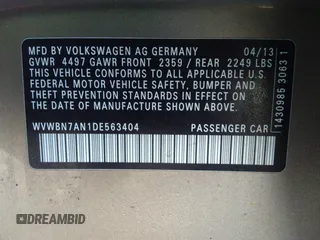 MFD BY VOLKSWAGEN AG GERMANY 04/13
GVWR 4497 GAWR FRONT 2359 / REAR 2249 LBS
THIS VEHICLE CONFORMS TO ALL APPLICABLE U.S.
FEDERAL MOTOR VEHICLE SAFETY, BUMPER, AND
THEFT PREVENTION STANDARDS IN EFFECT ON THE
DATE OF MANUFACTURE SHOWN ABOVE.
WVWBN7AN1DE563404 PASSENGER CAR
1430985 3063 1
DREAMBID